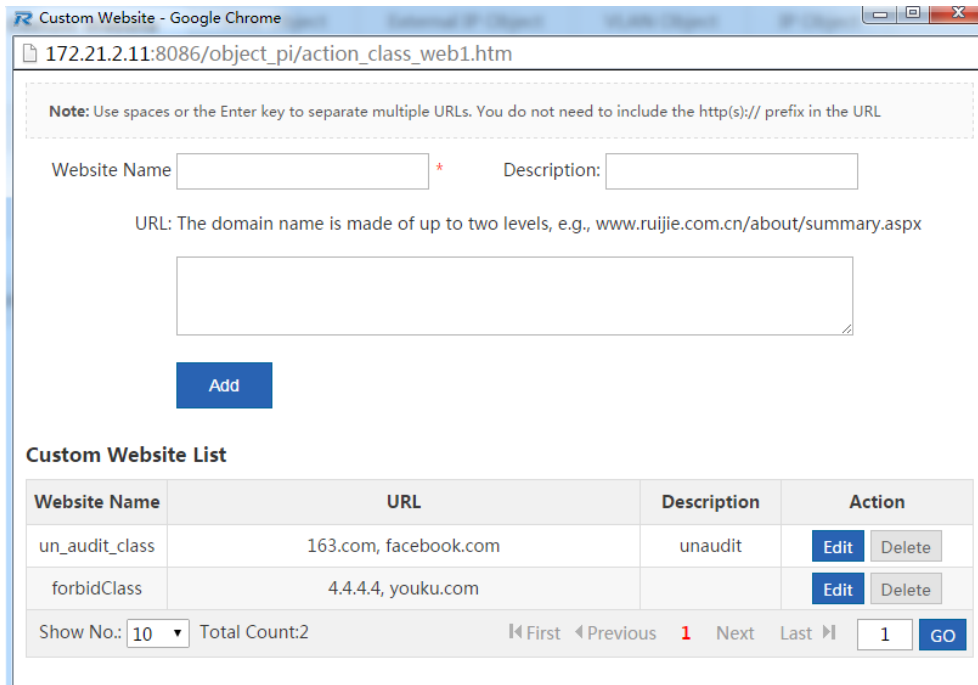 Custom Website - Google Chrome
172.21.2.11:8086/object_pi/action_class_web1.htm
Note: Use spaces or the Enter key to separate multiple URLs. You do not need to include the http(s):// prefix in the URL
Website Name * Description:
URL: The domain name is made of up to two levels, e.g., www.ruijie.com.cn/about/summary.aspx
Add
Custom Website List
Website Name URL Description Action
un_audit_class 163.com, facebook.com unaudit Edit Delete
forbidClass 4.4.4.4, youku.com Edit Delete
Show No.: 10 Total Count:2 First Previous 1 Next Last 1 GO